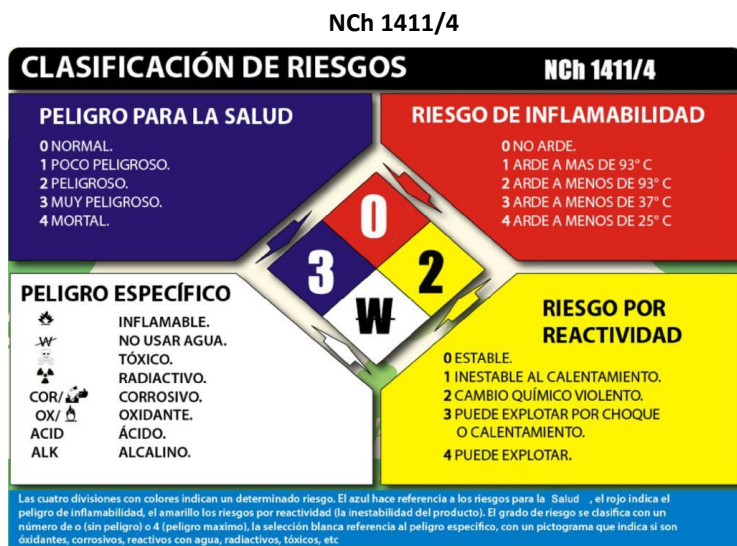 NCh 1411/4
CLASIFICACIÓN DE RIESGOS
NCh 1411/4
PELIGRO PARA LA SALUD
0 NORMAL.
1 POCO PELIGROSO.
2 PELIGROSO.
3 MUY PELIGROSO.
4 MORTAL.
RIESGO DE INFLAMABILIDAD
0 NO ARDE.
1 ARDE A MAS DE 93° C
2 ARDE A MENOS DE 93° C
3 ARDE A MENOS DE 37° C
4 ARDE A MENOS DE 25° C
0
3
2
W
PELIGRO ESPECÍFICO
INFLAMABLE.
W NO USAR AGUA.
TÓXICO.
RADIACTIVO.
COR/ CORROSIVO.
OX/ OXIDANTE.
ACID ÁCIDO.
ALK ALCALINO.
RIESGO POR
REACTIVIDAD
0 ESTABLE.
1 INESTABLE AL CALENTAMIENTO.
2 CAMBIO QUÍMICO VIOLENTO.
3 PUEDE EXPLOTAR POR CHOQUE
O CALENTAMIENTO.
4 PUEDE EXPLOTAR.
Las cuatro divisiones con colores indican un determinado riesgo. El azul hace referencia a los riesgos para la Salud , el rojo indica el
peligro de inflamabilidad, el amarillo los riesgos por reactividad (la inestabilidad del producto). El grado de riesgo se clasifica con un
número de o (sin peligro) o 4 (peligro maximo), la selección blanca referencia al peligro especifico, con un pictograma que indica si son
óxidantes, corrosivos, reactivos con agua, radiactivos, tóxicos, etc